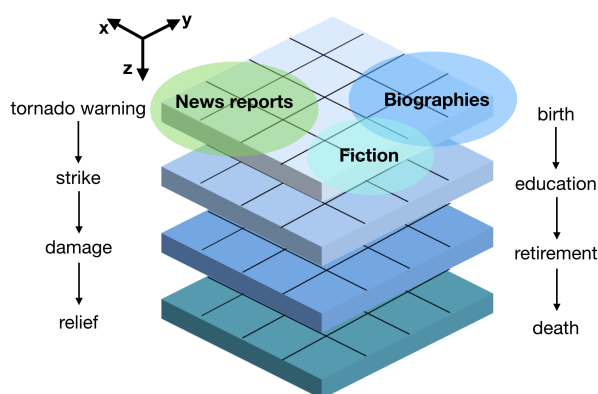 x
y
z
News reports
Biographies
Fiction
tornado warning
strike
damage
relief
birth
education
retirement
death